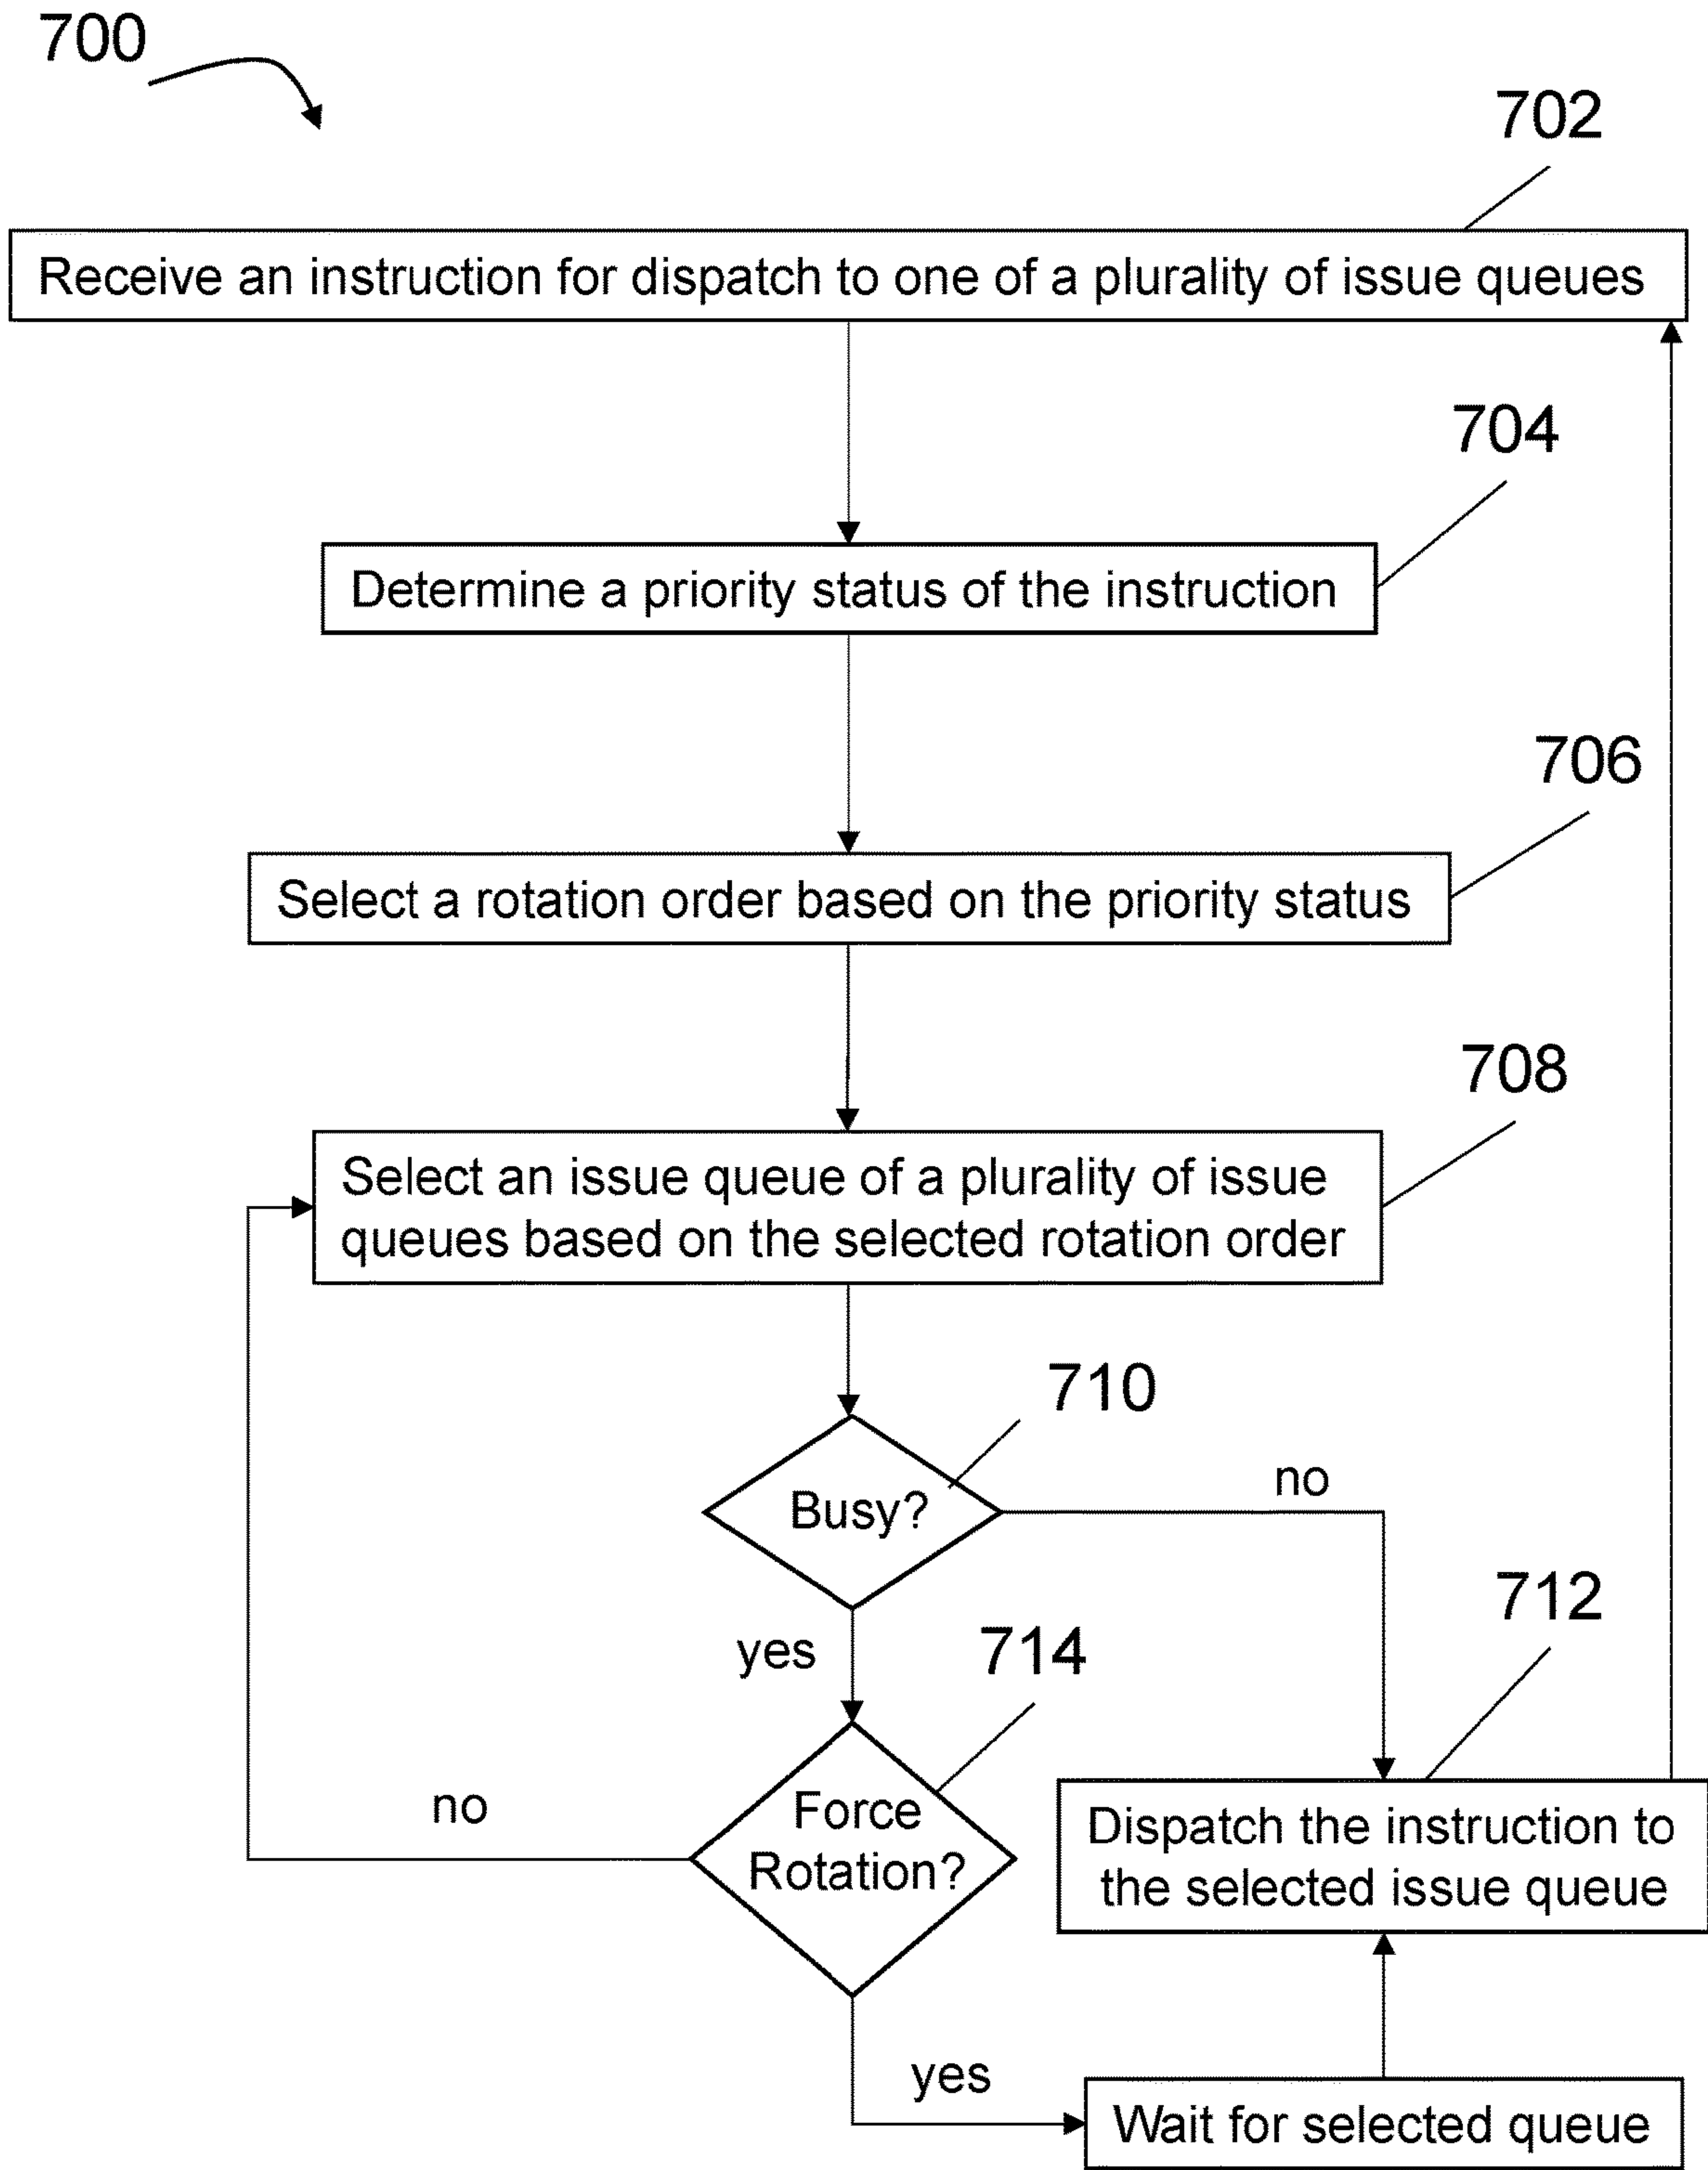 700
702
Receive an instruction for dispatch to one of a plurality of issue queues
704
Determine a priority status of the instruction
706
Select a rotation order based on the priority status
708
Select an issue queue of a plurality of issue
queues based on the selected rotation order
710
Busy?
no
712
yes
714
no
Force
Rotation?
Dispatch the instruction to
the selected issue queue
yes
Wait for selected queue